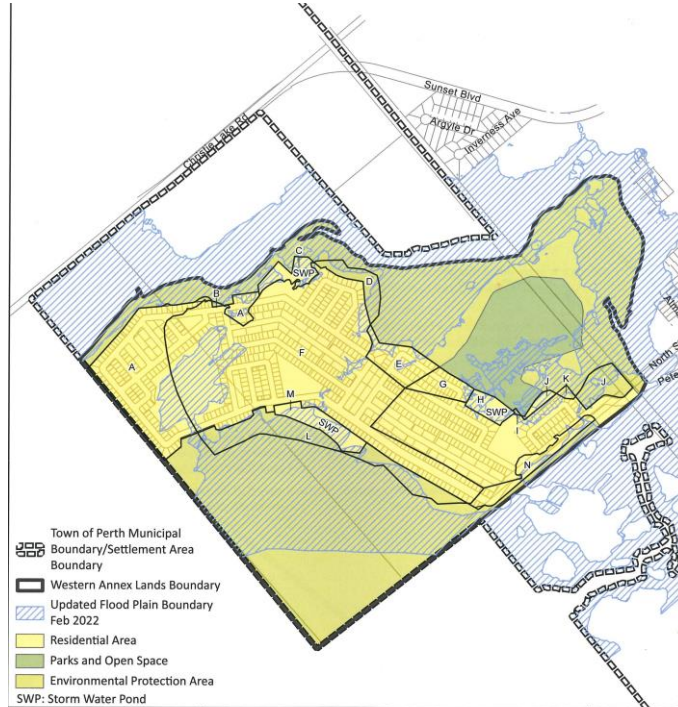 Sunset Blvd
Argyle Dr
Inverness Ave
Christie Lake Rd
C
SWP
D
B
A
A
F
E
G
M
H
SWP
J
K
J
I
L
SWP
N
North S
Pete
Town of Perth Municipal
Boundary/Settlement Area
Boundary
Western Annex Lands Boundary
Updated Flood Plain Boundary
Feb 2022
Residential Area
Parks and Open Space
Environmental Protection Area
SWP: Storm Water Pond